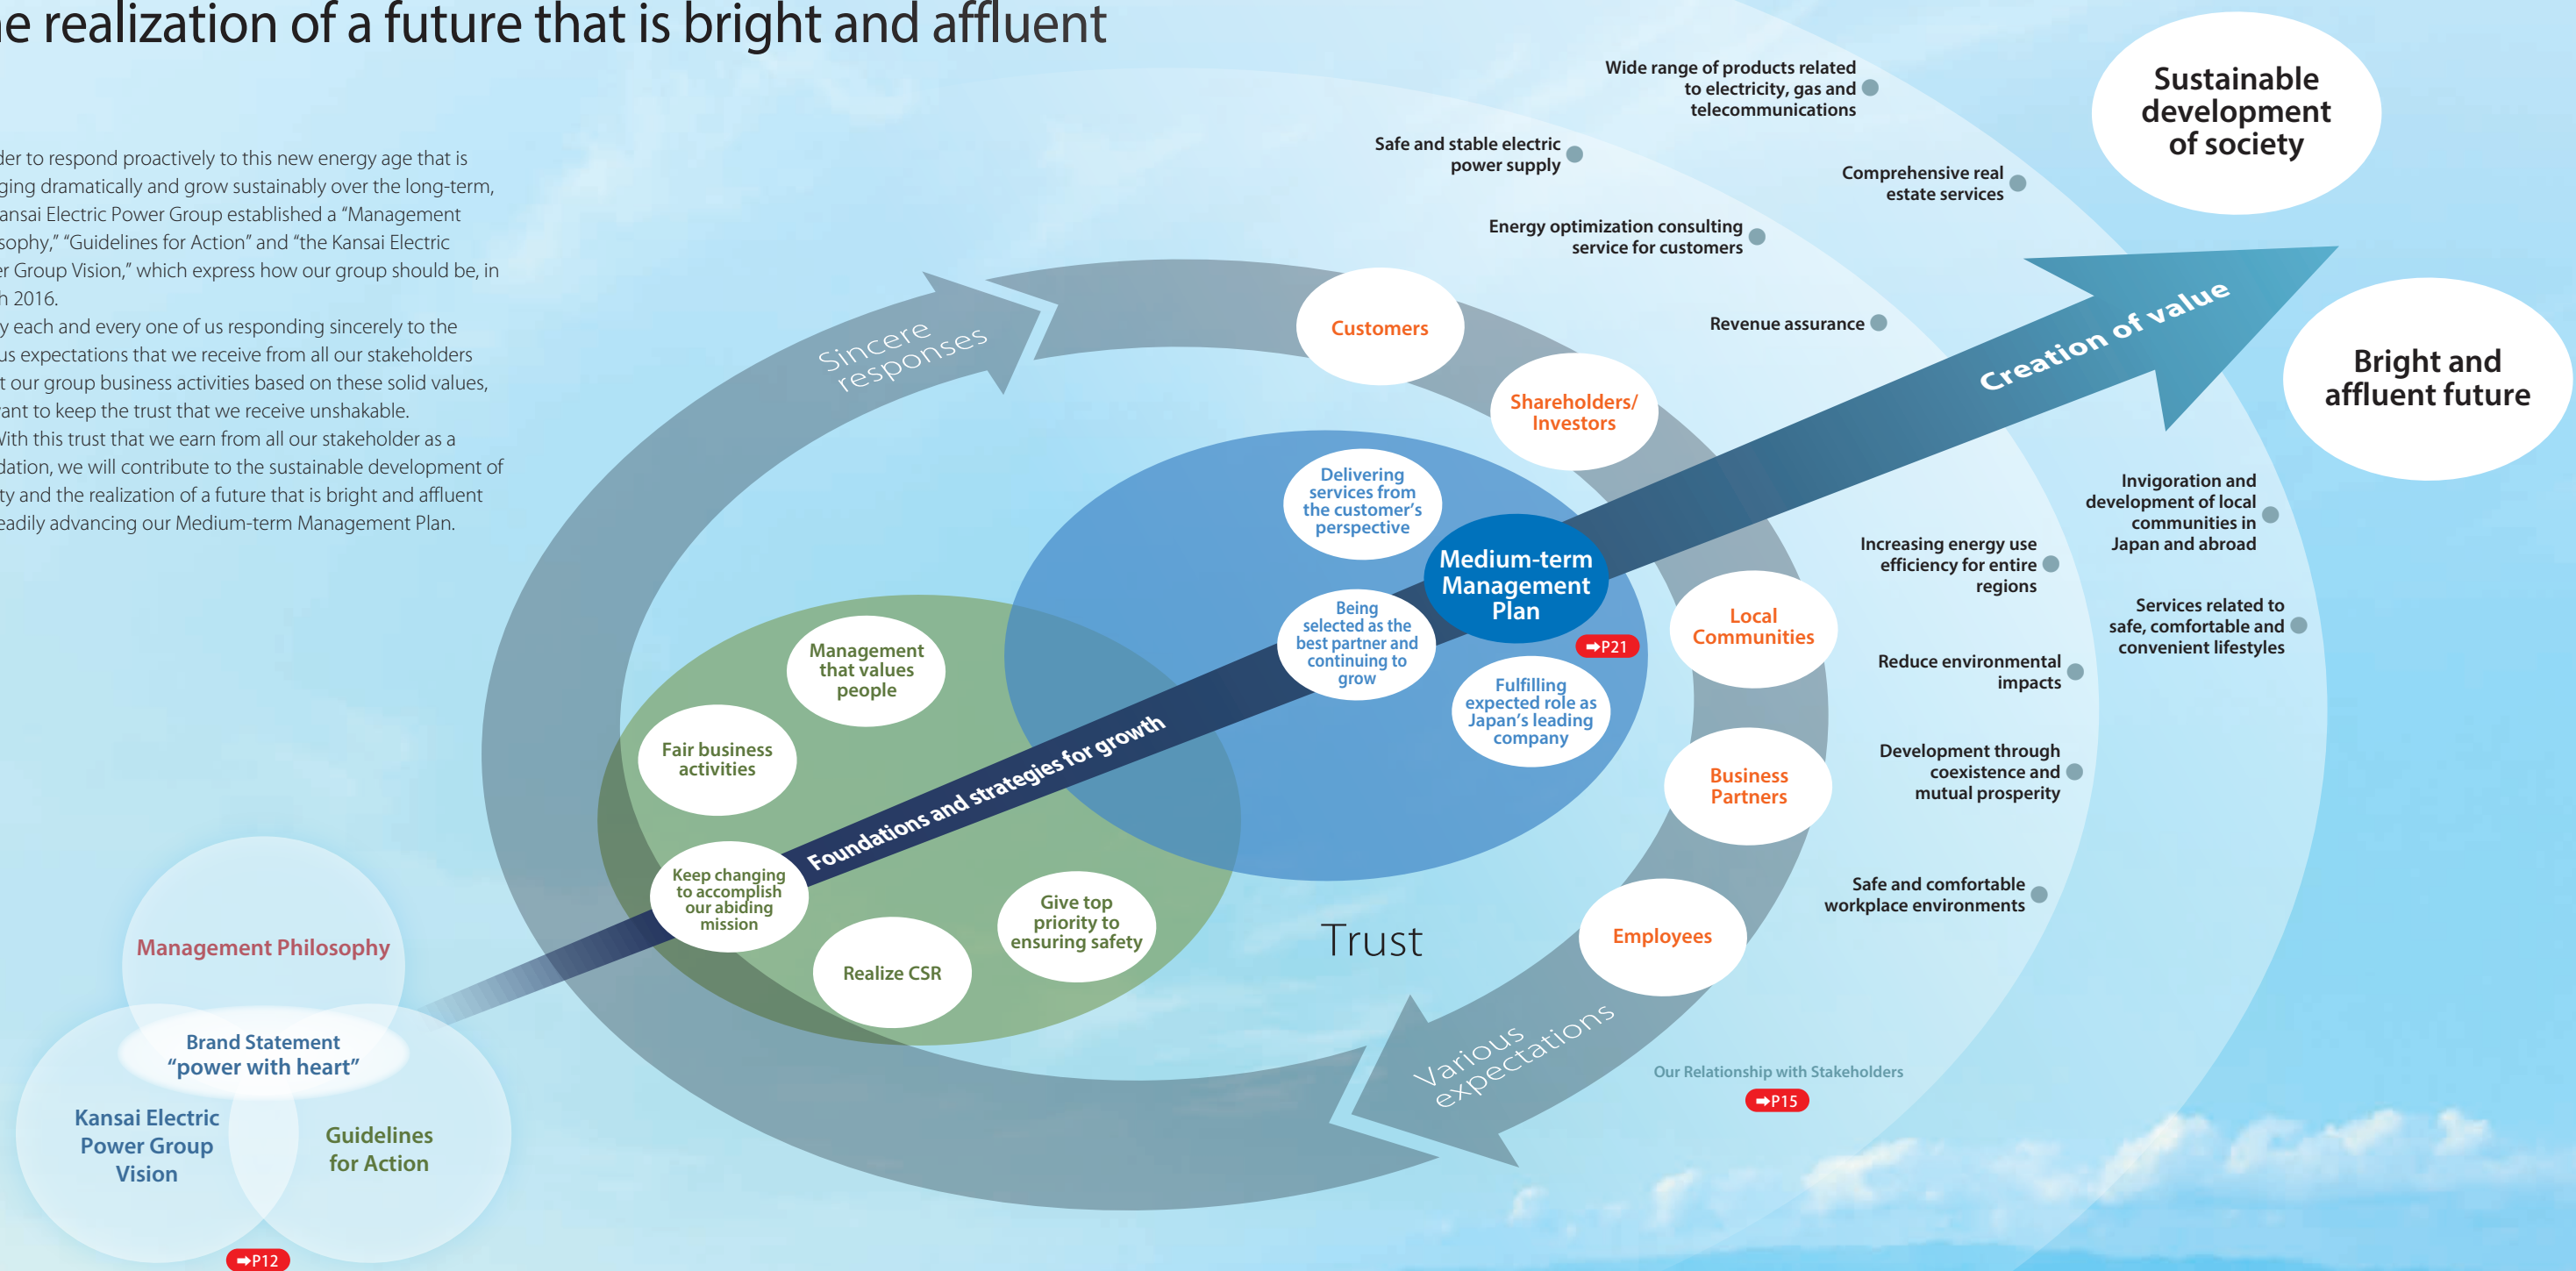 he realization of a future that is bright and affluent
der to respond proactively to this new energy age that is
ging dramatically and grow sustainably over the long-term,
ansai Electric Power Group established a “Management
sophy,” “Guidelines for Action” and “the Kansai Electric
er Group Vision,” which express how our group should be, in
h 2016.
y each and every one of us responding sincerely to the
us expectations that we receive from all our stakeholders
t our group business activities based on these solid values,
vant to keep the trust that we receive unshakable.
With this trust that we earn from all our stakeholder as a
dation, we will contribute to the sustainable development of
ty and the realization of a future that is bright and affluent
eadily advancing our Medium-term Management Plan.
Wide range of products related
to electricity, gas and
telecommunications
Safe and stable electric
power supply
Comprehensive real
estate services
Energy optimization consulting
service for customers
Revenue assurance
Sustainable
development
of society
Creation of value
Bright and
affluent future
Sincere
responses
Customers
Shareholders/
Investors
Delivering
services from
the customer’s
perspective
Medium-term
Management
Plan
➡P21
Being
selected as the
best partner and
continuing to
grow
Fulfilling
expected role as
Japan’s leading
company
Local
Communities
Business
Partners
Employees
Invigoration and
development of local
communities in
Japan and abroad
Increasing energy use
efficiency for entire
regions
Services related to
safe, comfortable and
convenient lifestyles
Reduce environmental
impacts
Development through
coexistence and
mutual prosperity
Safe and comfortable
workplace environments
Management
that values
people
Fair business
activities
Foundations and strategies for growth
Keep changing
to accomplish
our abiding
mission
Give top
priority to
ensuring safety
Realize CSR
Trust
Various
expectations
Our Relationship with Stakeholders
➡P15
Management Philosophy
Brand Statement
“power with heart”
Kansai Electric
Power Group
Vision
Guidelines
for Action
➡P12